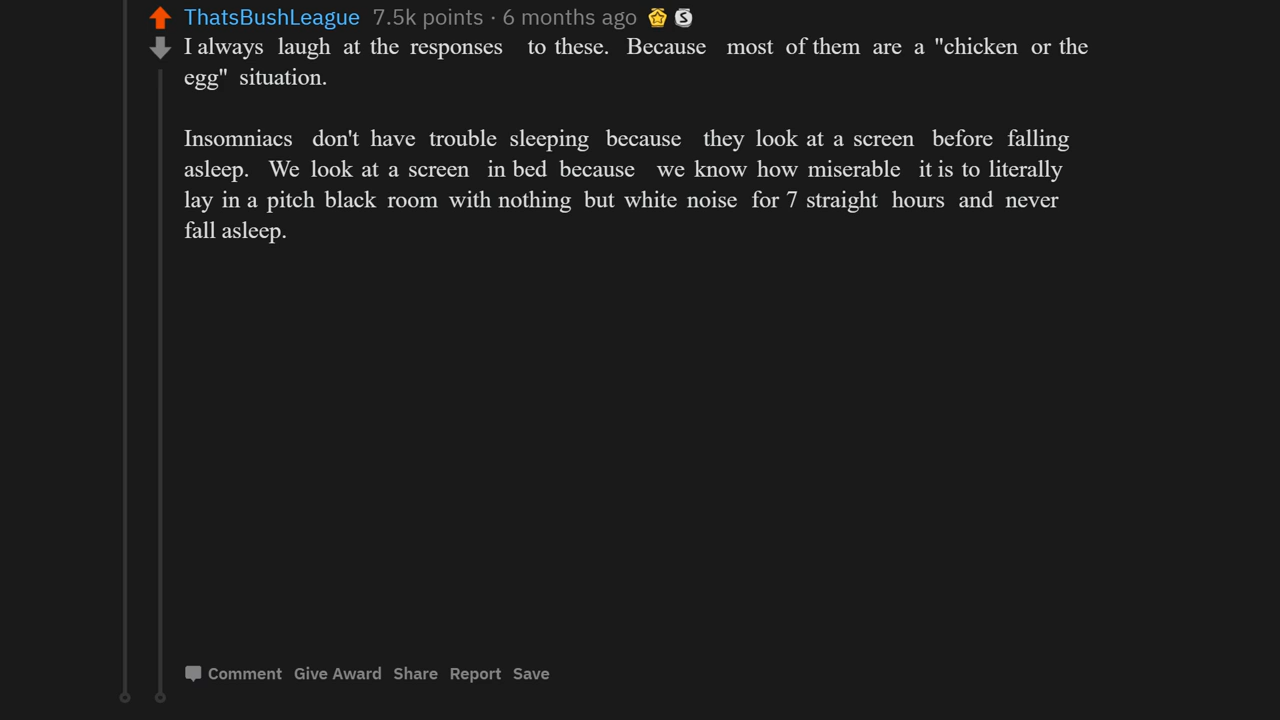 ThatsBushLeague 7.5k points · 6 months ago
I always laugh at the responses to these. Because most of them are a "chicken or the
egg" situation.
Insomniacs don't have trouble sleeping because they look at a screen before falling
asleep. We look at a screen in bed because we know how miserable it is to literally
lay in a pitch black room with nothing but white noise for 7 straight hours and never
fall asleep.
Comment Give Award Share Report Save